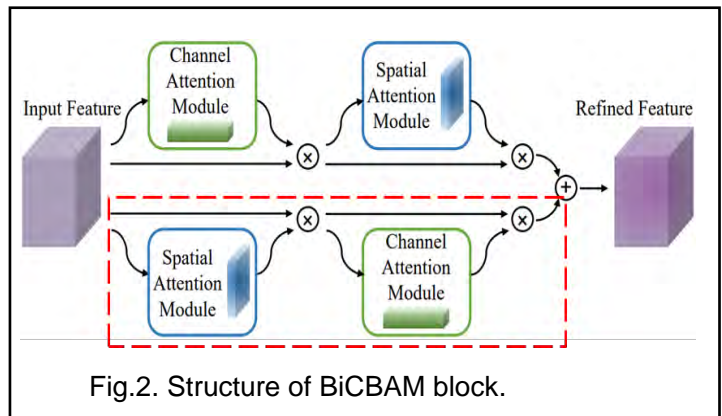 Channel
Attention
Module
Spatial
Attention
Module
Input Feature
Refined Feature
×
×
+
×
×
Spatial
Attention
Module
Channel
Attention
Module
Fig.2. Structure of BiCBAM block.